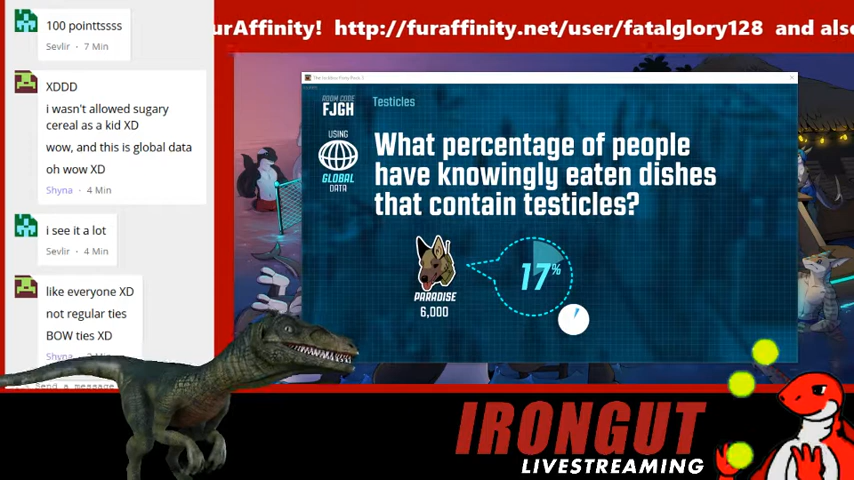 100 pointtssss
Sevlir · 7 Min
XDDD
i wasn't allowed sugary
cereal as a kid XD
wow, and this is global data
oh wow XD
Shyna · 4 Min
i see it a lot
Sevlir · 4 Min
like everyone XD
not regular ties
BOW ties XD
Shyna
Send a message
urAffinity! http://furaffinity.net/user/fatalglory128 and also
ROOM CODE
FJGH
Testicles
USING
GLOBAL
DATA
What percentage of people
have knowingly eaten dishes
that contain testicles?
17%
PARADISE
6,000
IRONGUT
LIVESTREAMING